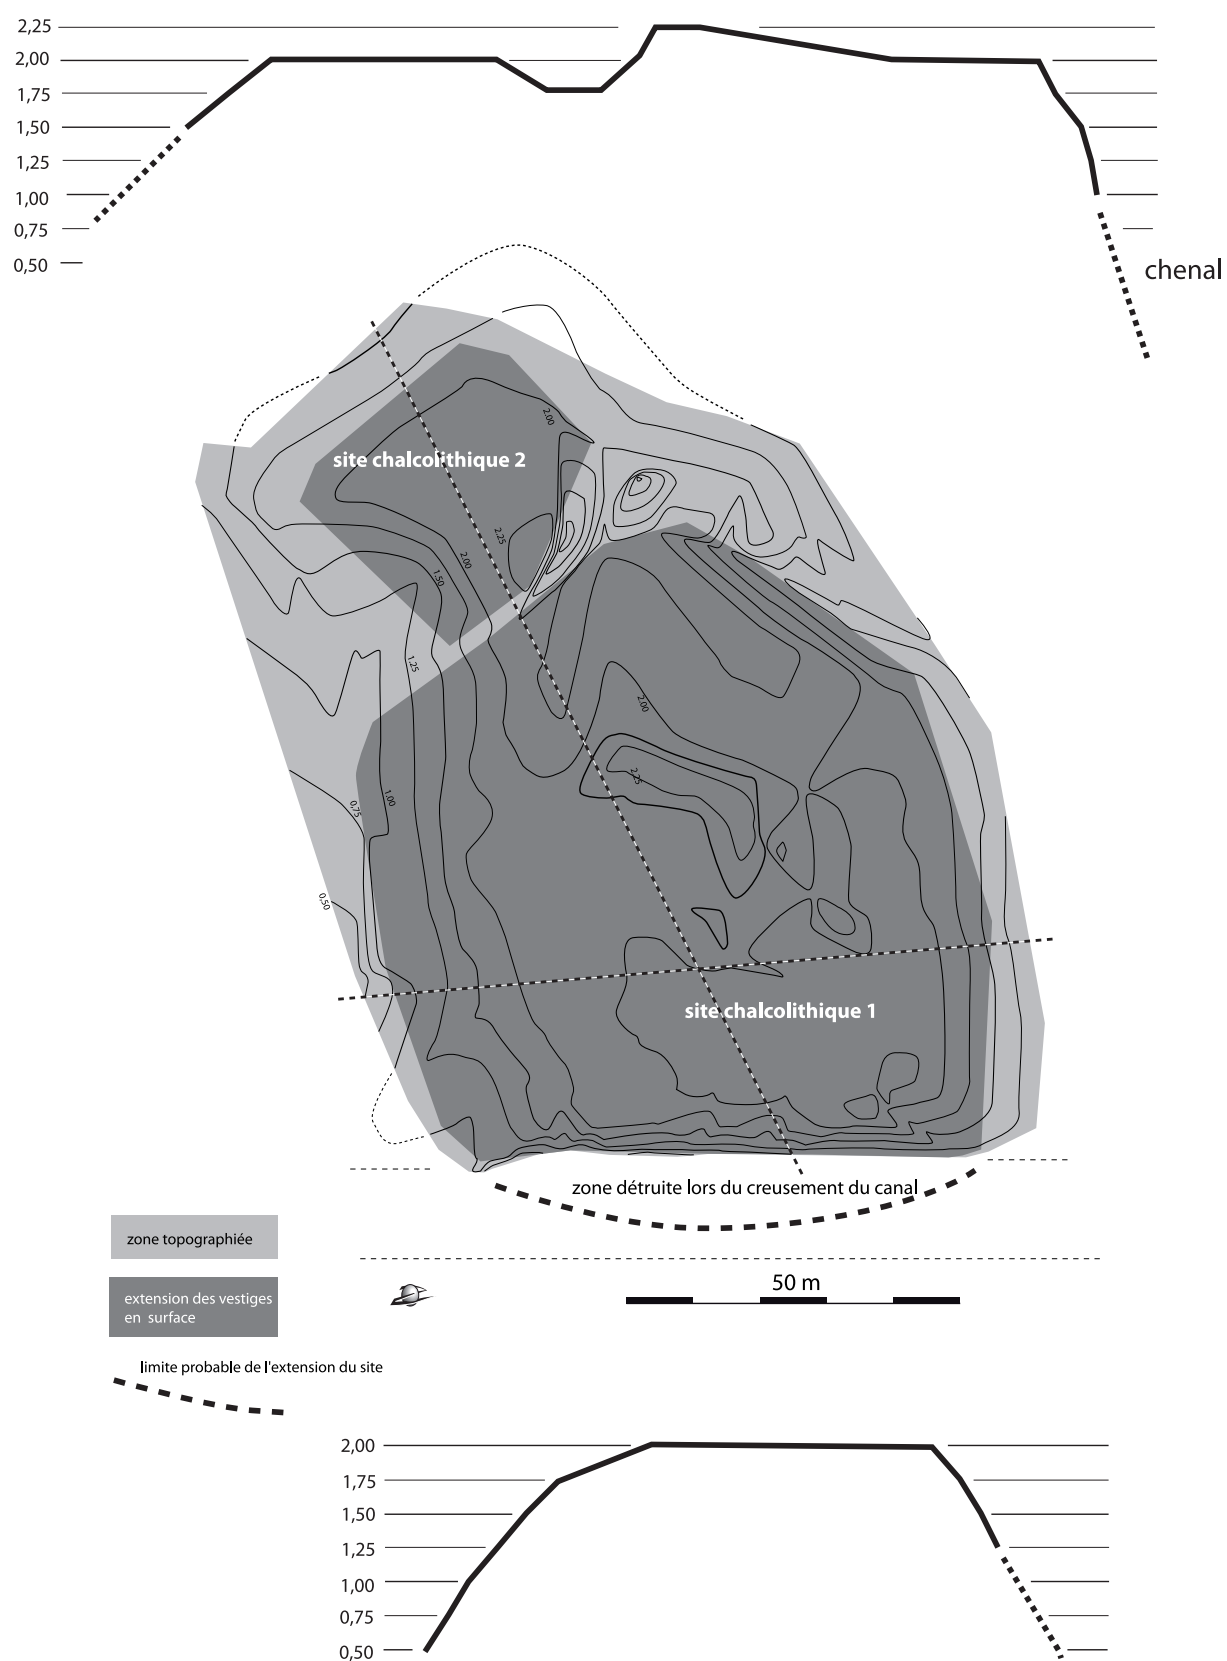 2,25
2,00
1,75
1,50
1,25
1,00
0,75
0,50
chenal
2.00
site chalcolithique 2
2.25
2.00
1.50
1.25
2.00
2.25
1.00
0,75
0,50
site chalcolithique 1
zone détruite lors du creusement du canal
zone topographiée
50 m
extension des vestiges
en surface
limite probable de l'extension du site
2,00
1,75
1,50
1,25
1,00
0,75
0,50